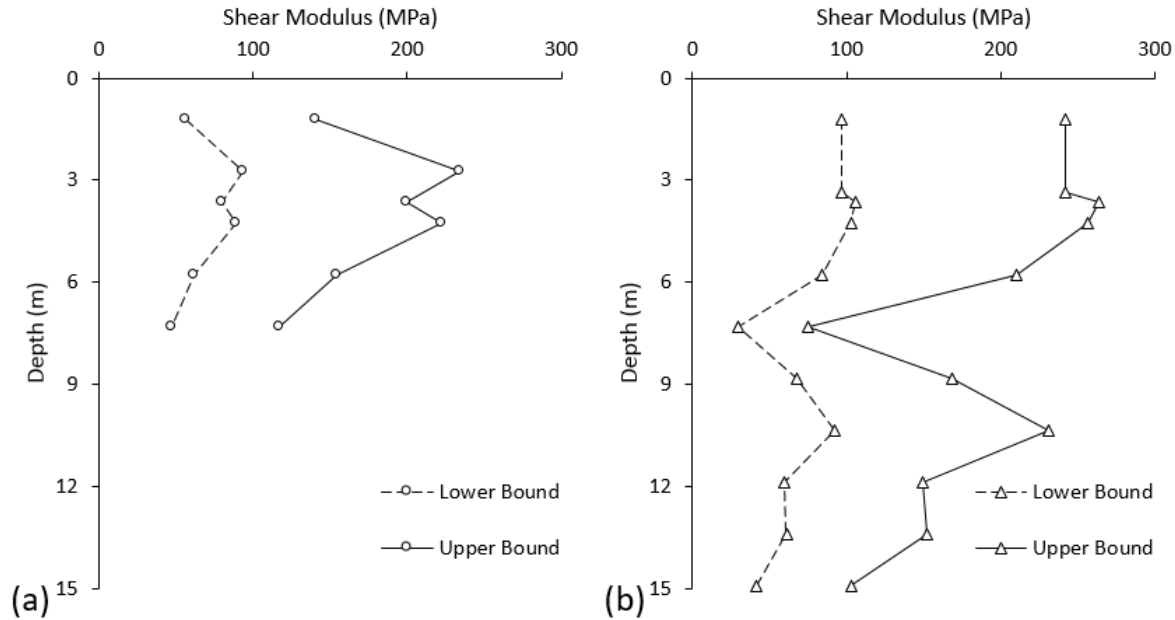 Shear Modulus (MPa)
0 100 200 300
0
3
6
9
12
15
Depth (m)
Lower Bound
Upper Bound
(a)
Shear Modulus (MPa)
0 100 200 300
0
3
6
9
12
15
Depth (m)
Lower Bound
Upper Bound
(b)